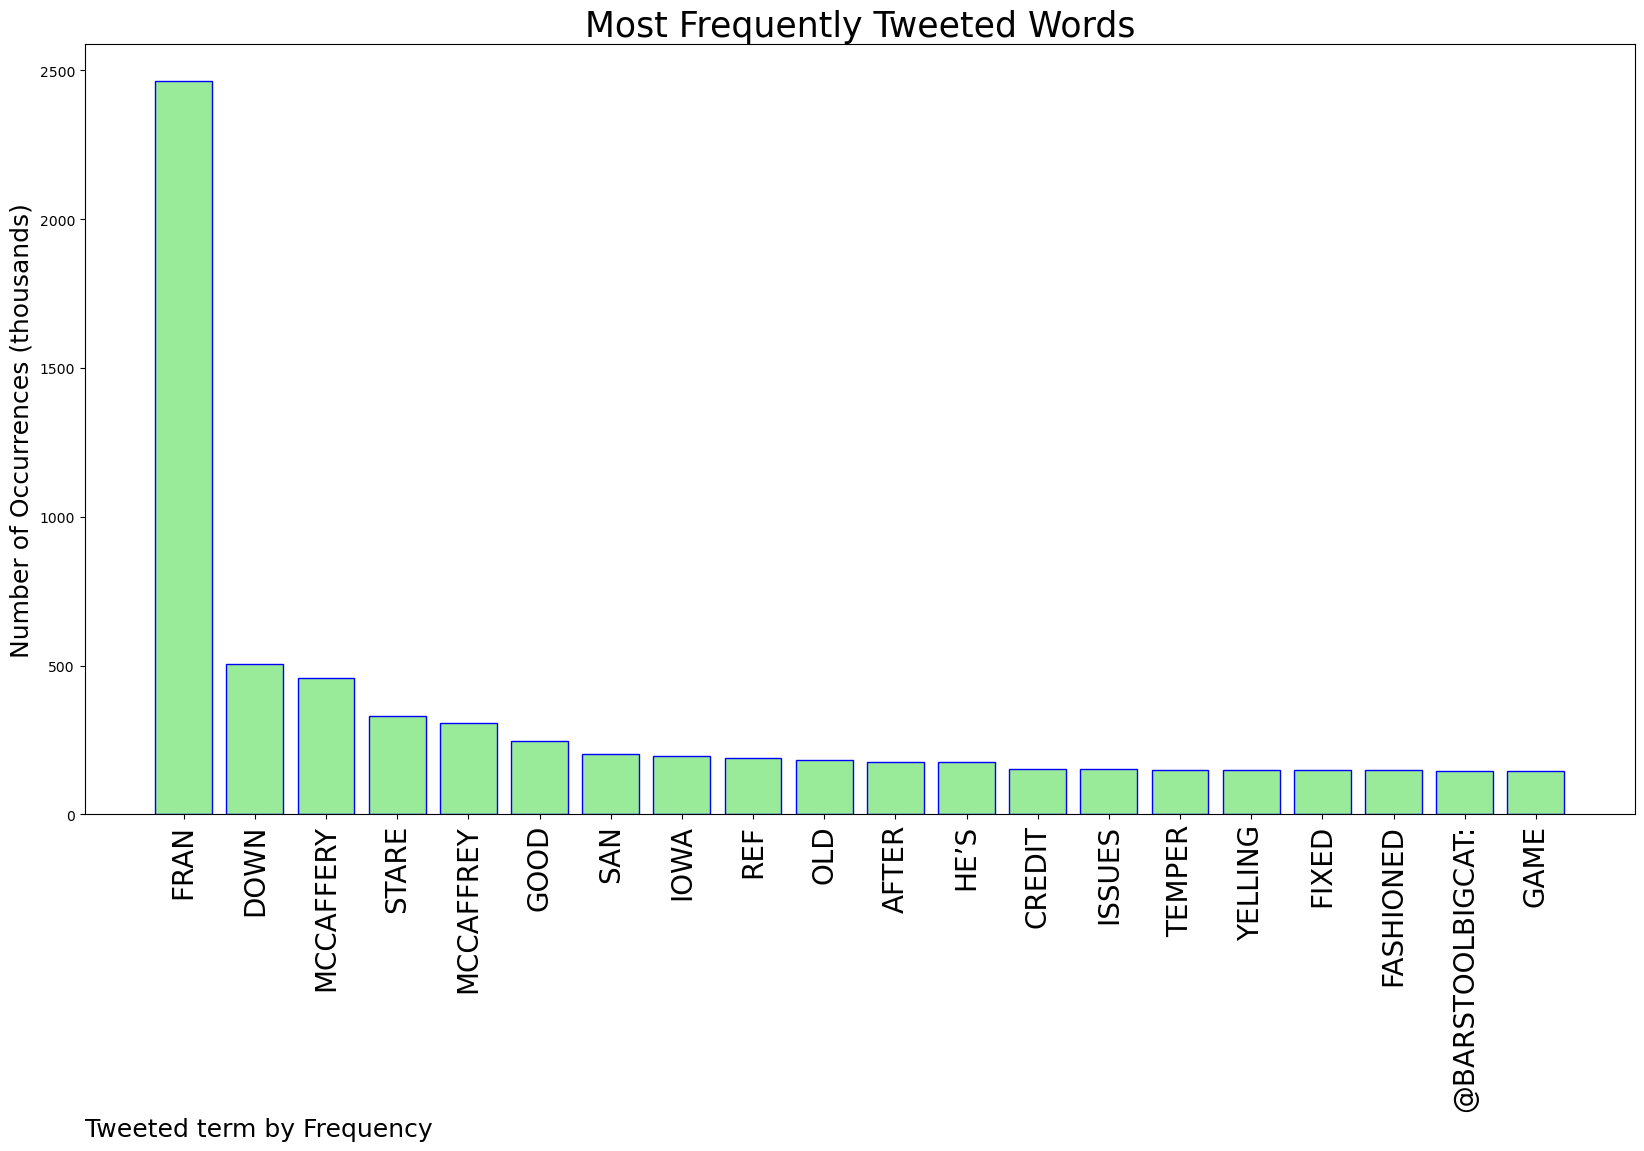 Most Frequently Tweeted Words
Number of Occurrences (thousands)
2500
2000
1500
1000
500
0
FRAN
DOWN
MCCAFFERY
STARE
MCCAFFREY
GOOD
SAN
IOWA
REF
OLD
AFTER
HE’S
CREDIT
ISSUES
TEMPER
YELLING
FIXED
FASHIONED
@BARSTOOLBIGCAT:
GAME
Tweeted term by Frequency